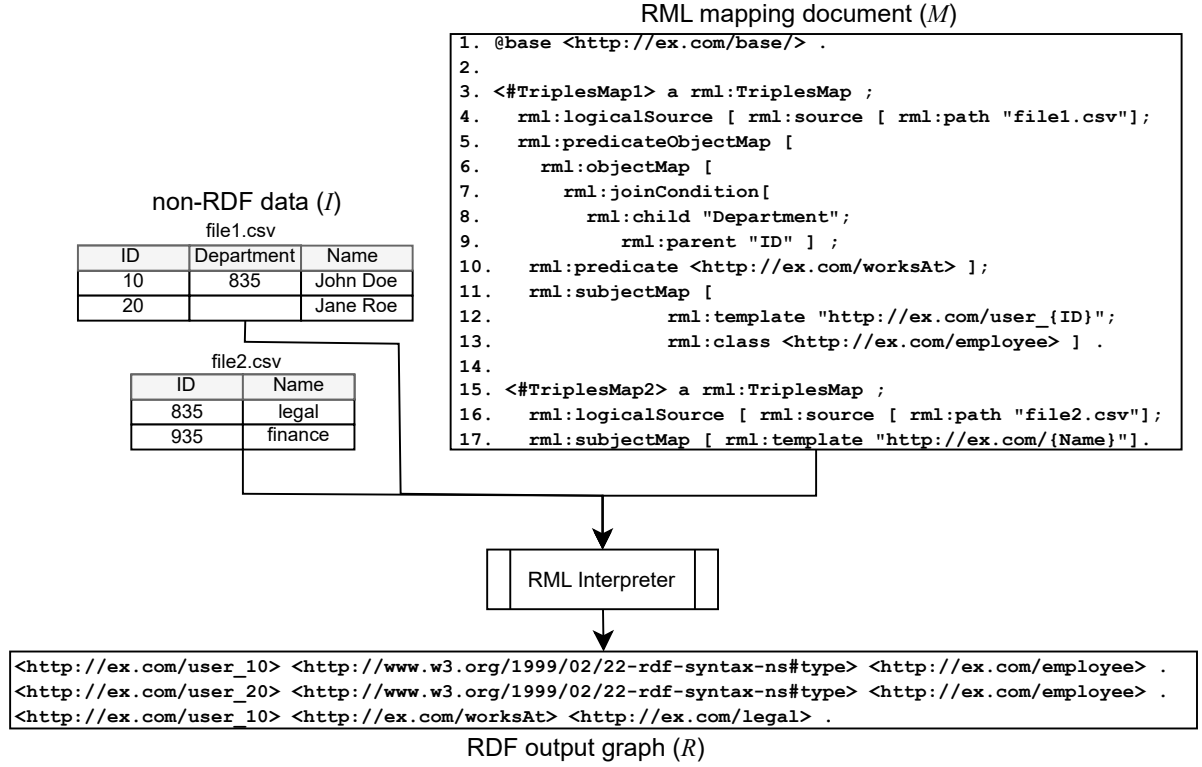 RML mapping document (M)
1. @base <http://ex.com/base/> .
2.
3. <#TriplesMap1> a rml:TriplesMap ;
4. rml:logicalSource [ rml:source [ rml:path "file1.csv"];
5. rml:predicateObjectMap [
6. rml:objectMap [
7. rml:joinCondition[
8. rml:child "Department";
9. rml:parent "ID" ] ;
10. rml:predicate <http://ex.com/worksAt> ];
11. rml:subjectMap [
12. rml:template "http://ex.com/user_{ID}";
13. rml:class <http://ex.com/employee> ] .
14.
15. <#TriplesMap2> a rml:TriplesMap ;
16. rml:logicalSource [ rml:source [ rml:path "file2.csv"];
17. rml:subjectMap [ rml:template "http://ex.com/{Name}"].
non-RDF data (I)
file1.csv
ID Department Name
10 835 John Doe
20 Jane Roe
file2.csv
ID Name
835 legal
935 finance
RML Interpreter
<http://ex.com/user_10> <http://www.w3.org/1999/02/22-rdf-syntax-ns#type> <http://ex.com/employee> .
<http://ex.com/user_20> <http://www.w3.org/1999/02/22-rdf-syntax-ns#type> <http://ex.com/employee> .
<http://ex.com/user_10> <http://ex.com/worksAt> <http://ex.com/legal> .
RDF output graph (R)